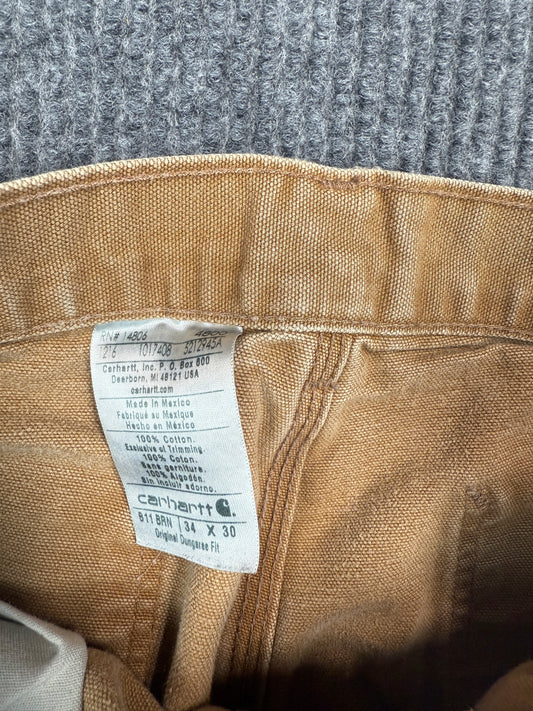 RN# 14806
216 1017408 5212945A
Carhartt, Inc. P. O. Box 600
Dearborn, MI 48121 USA
carhartt.com
Made in Mexico
Fabriqué au Mexique
Hecho en México
100% Cotton.
Exclusive of Trimming.
100% Coton.
Sans garniture.
100% Algodón.
Sin incluir adorno.
carhartt
B11 BRN 34 X 30
Original Dungaree Fit